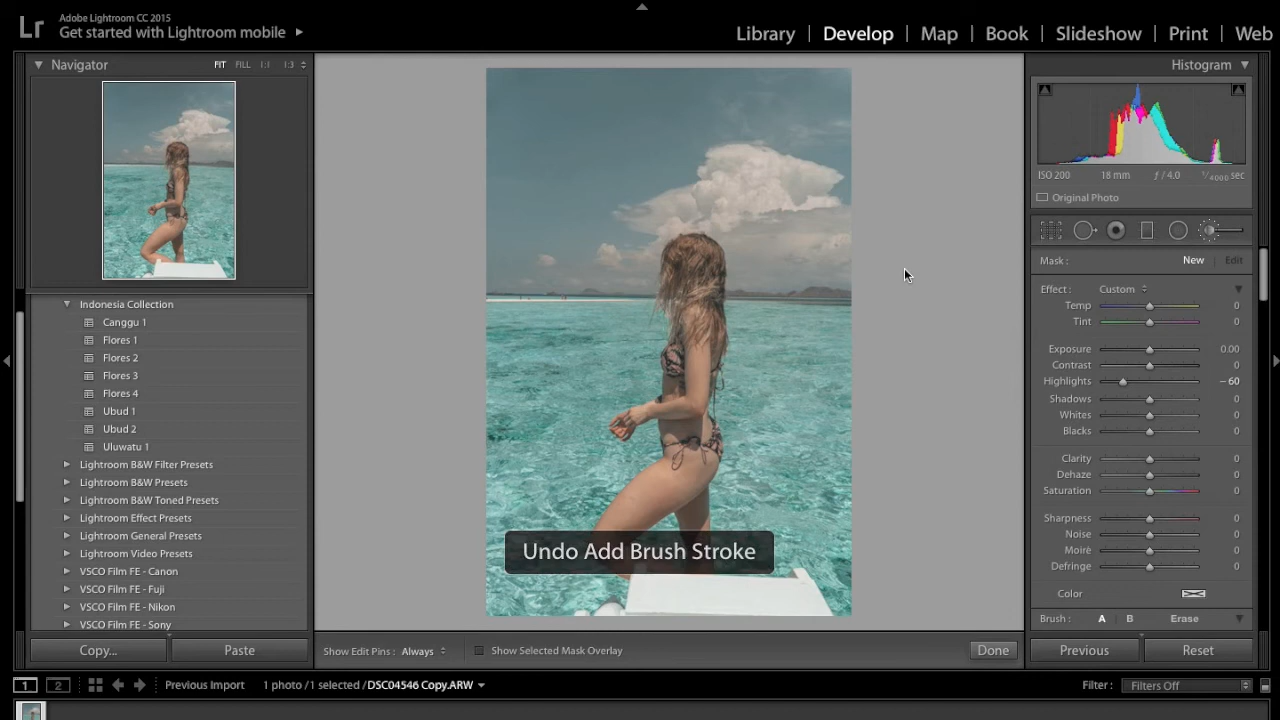 Lr
Adobe Lightroom CC 2015
Get started with Lightroom mobile
Library | Develop | Map | Book | Slideshow | Print | Web
Navigator FIT FILL 1:1 1:3
Indonesia Collection
Canggu 1
Flores 1
Flores 2
Flores 3
Flores 4
Ubud 1
Ubud 2
Uluwatu 1
Lightroom B&W Filter Presets
Lightroom B&W Presets
Lightroom B&W Toned Presets
Lightroom Effect Presets
Lightroom General Presets
Lightroom Video Presets
VSCO Film FE - Canon
VSCO Film FE - Fuji
VSCO Film FE - Nikon
VSCO Film FE - Sony
Copy... Paste
Undo Add Brush Stroke
Show Edit Pins : Always Show Selected Mask Overlay Done
Histogram
ISO 200 18 mm f / 4.0 1/4000 sec
Original Photo
Mask : New Edit
Effect : Custom
Temp 0
Tint 0
Exposure 0.00
Contrast 0
Highlights – 60
Shadows 0
Whites 0
Blacks 0
Clarity 0
Dehaze 0
Saturation 0
Sharpness 0
Noise 0
Moiré 0
Defringe 0
Color
Brush : A B Erase
Previous Reset
1 2 Previous Import 1 photo /1 selected /DSC04546 Copy.ARW Filter : Filters Off